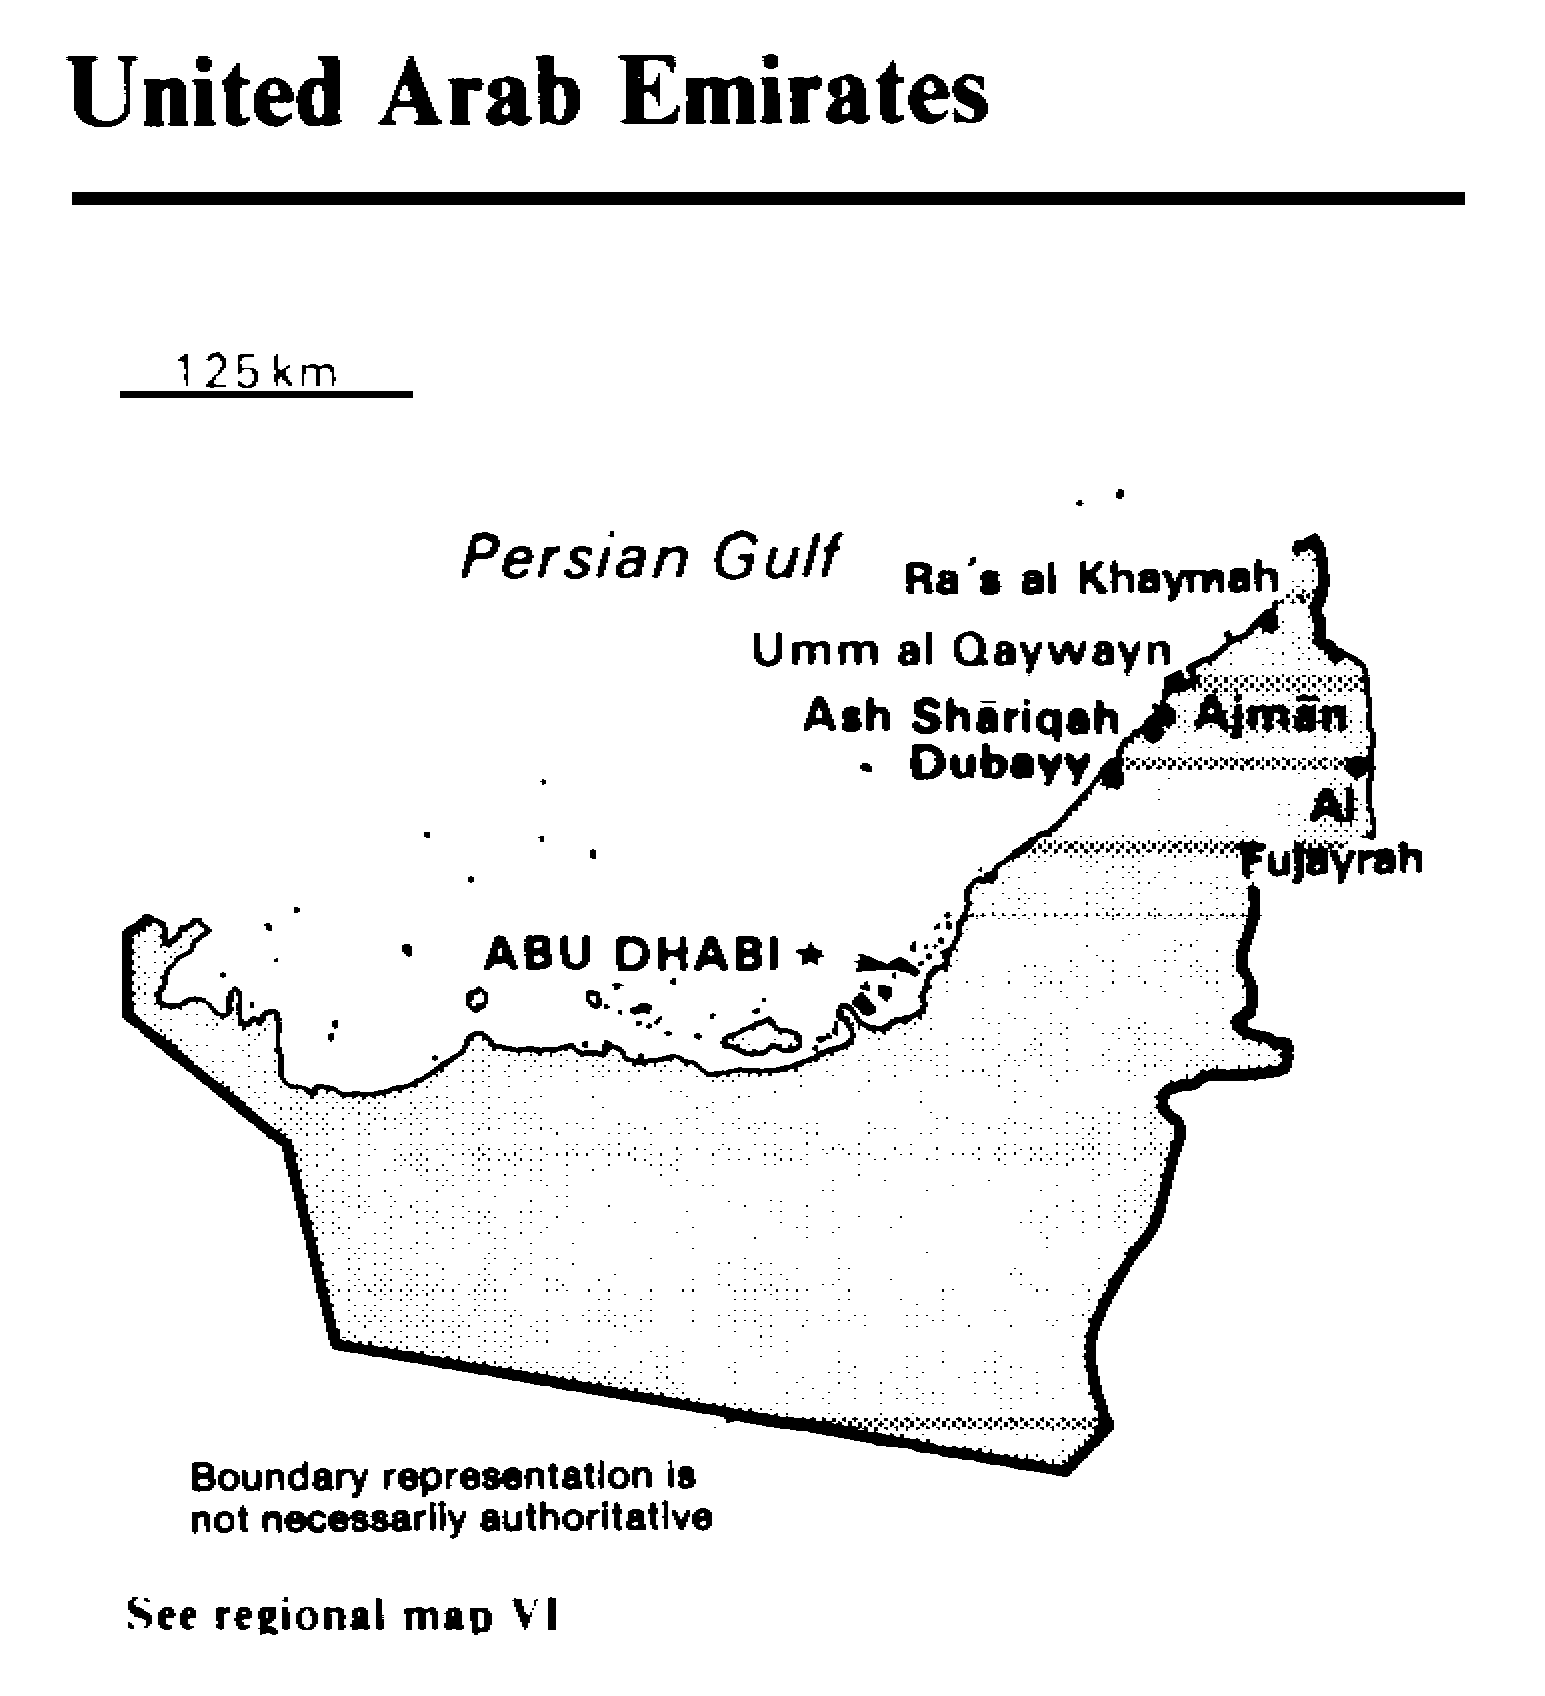 United Arab Emirates
125 km
Persian Gulf
Ra's al Khaymah
Umm al Qaywayn
Ash Shāriqah
Ajmān
Dubayy
Al
Fujayrah
ABU DHABI
Boundary representation is
not necessarily authoritative
See regional map VI